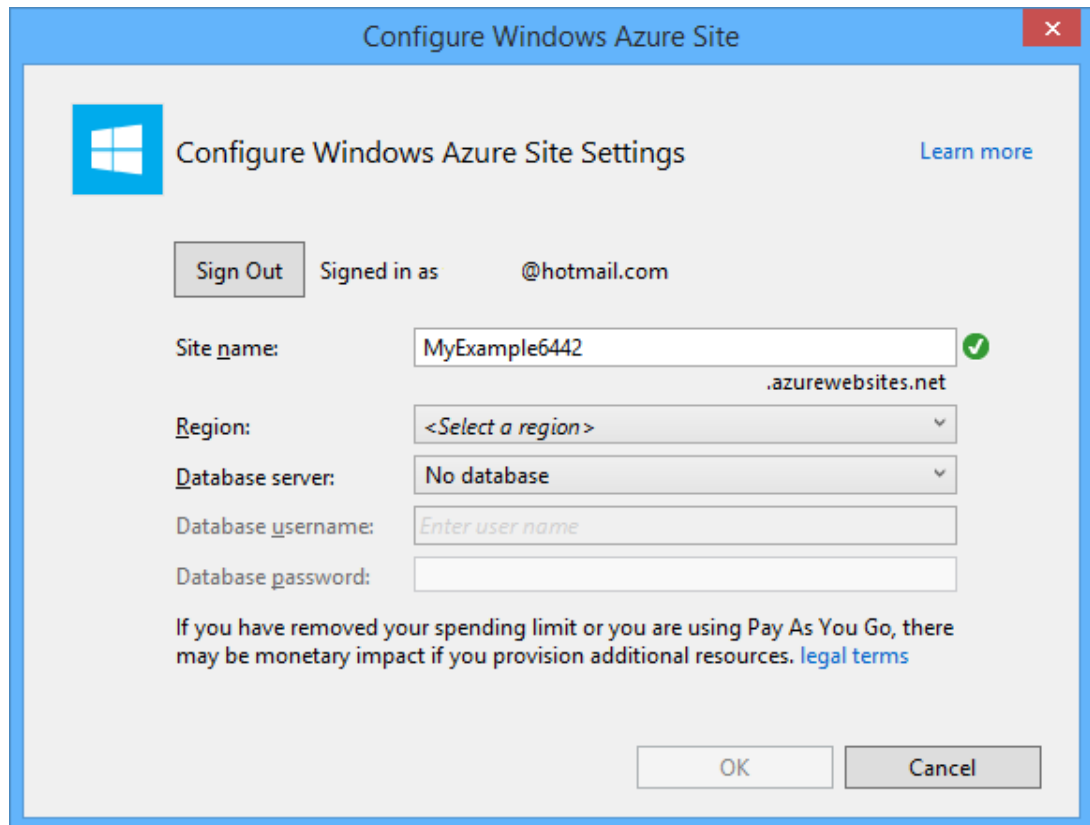 Configure Windows Azure Site
Configure Windows Azure Site Settings
Learn more
Sign Out
Signed in as @hotmail.com
Site name:
MyExample6442
.azurewebsites.net
Region:
<Select a region>
Database server:
No database
Database username:
Enter user name
Database password:
If you have removed your spending limit or you are using Pay As You Go, there
may be monetary impact if you provision additional resources. legal terms
OK
Cancel